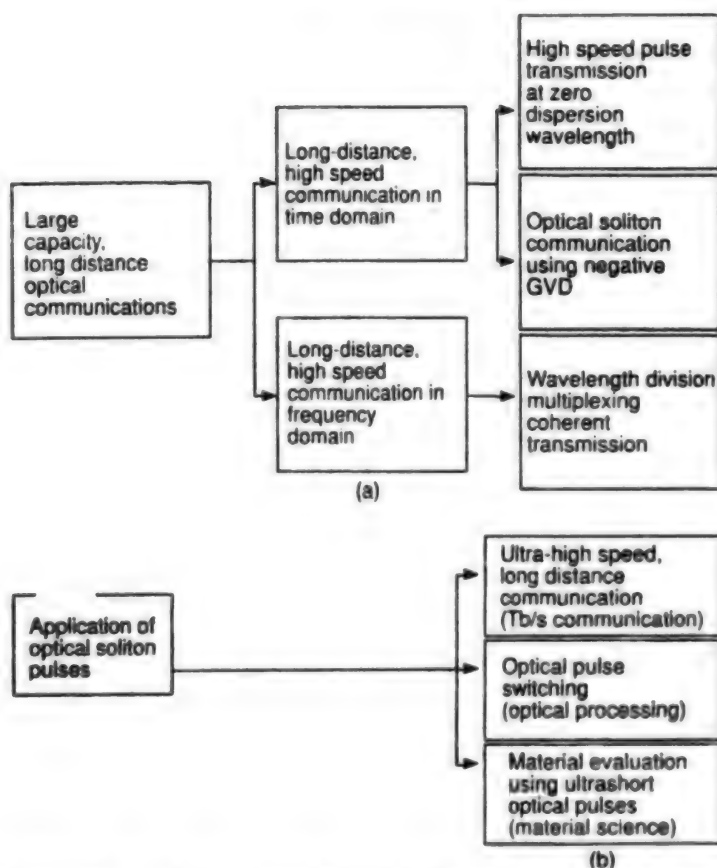 Large
capacity,
long distance
optical
communications
Long-distance,
high speed
communication in
time domain
Long-distance,
high speed
communication in
frequency
domain
High speed pulse
transmission
at zero
dispersion
wavelength
Optical soliton
communication
using negative
GVD
Wavelength division
multiplexing
coherent
transmission
(a)
Application of
optical soliton
pulses
Ultra-high speed,
long distance
communication
(Tb/s communication)
Optical pulse
switching
(optical processing)
Material evaluation
using ultrashort
optical pulses
(material science)
(b)